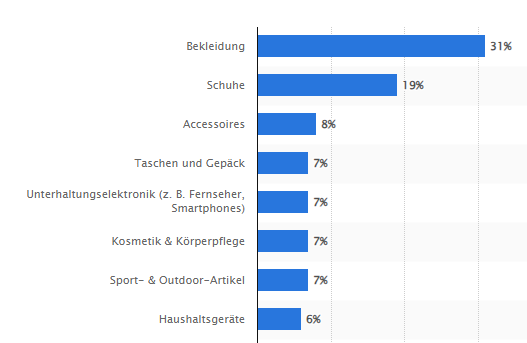 Bekleidung 31%
Schuhe 19%
Accessoires 8%
Taschen und Gepäck 7%
Unterhaltungselektronik (z. B. Fernseher,
Smartphones) 7%
Kosmetik & Körperpflege 7%
Sport- & Outdoor-Artikel 7%
Haushaltsgeräte 6%